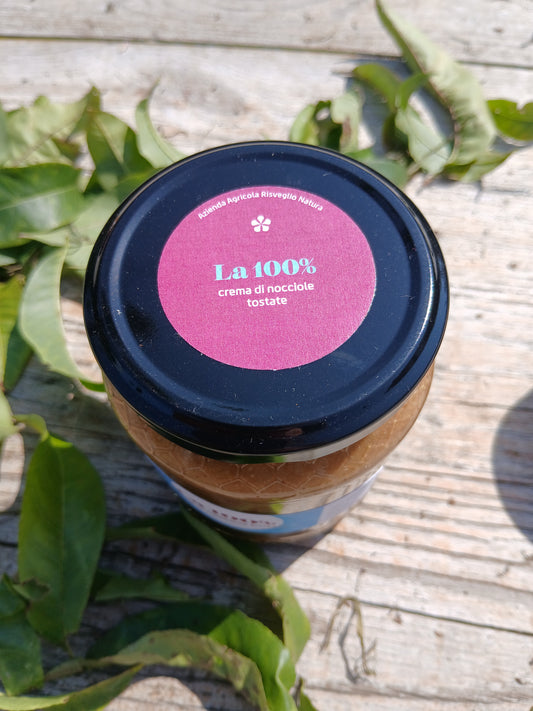 Azienda Agricola Risveglio Natura
La 100%
crema di nocciole
tostate